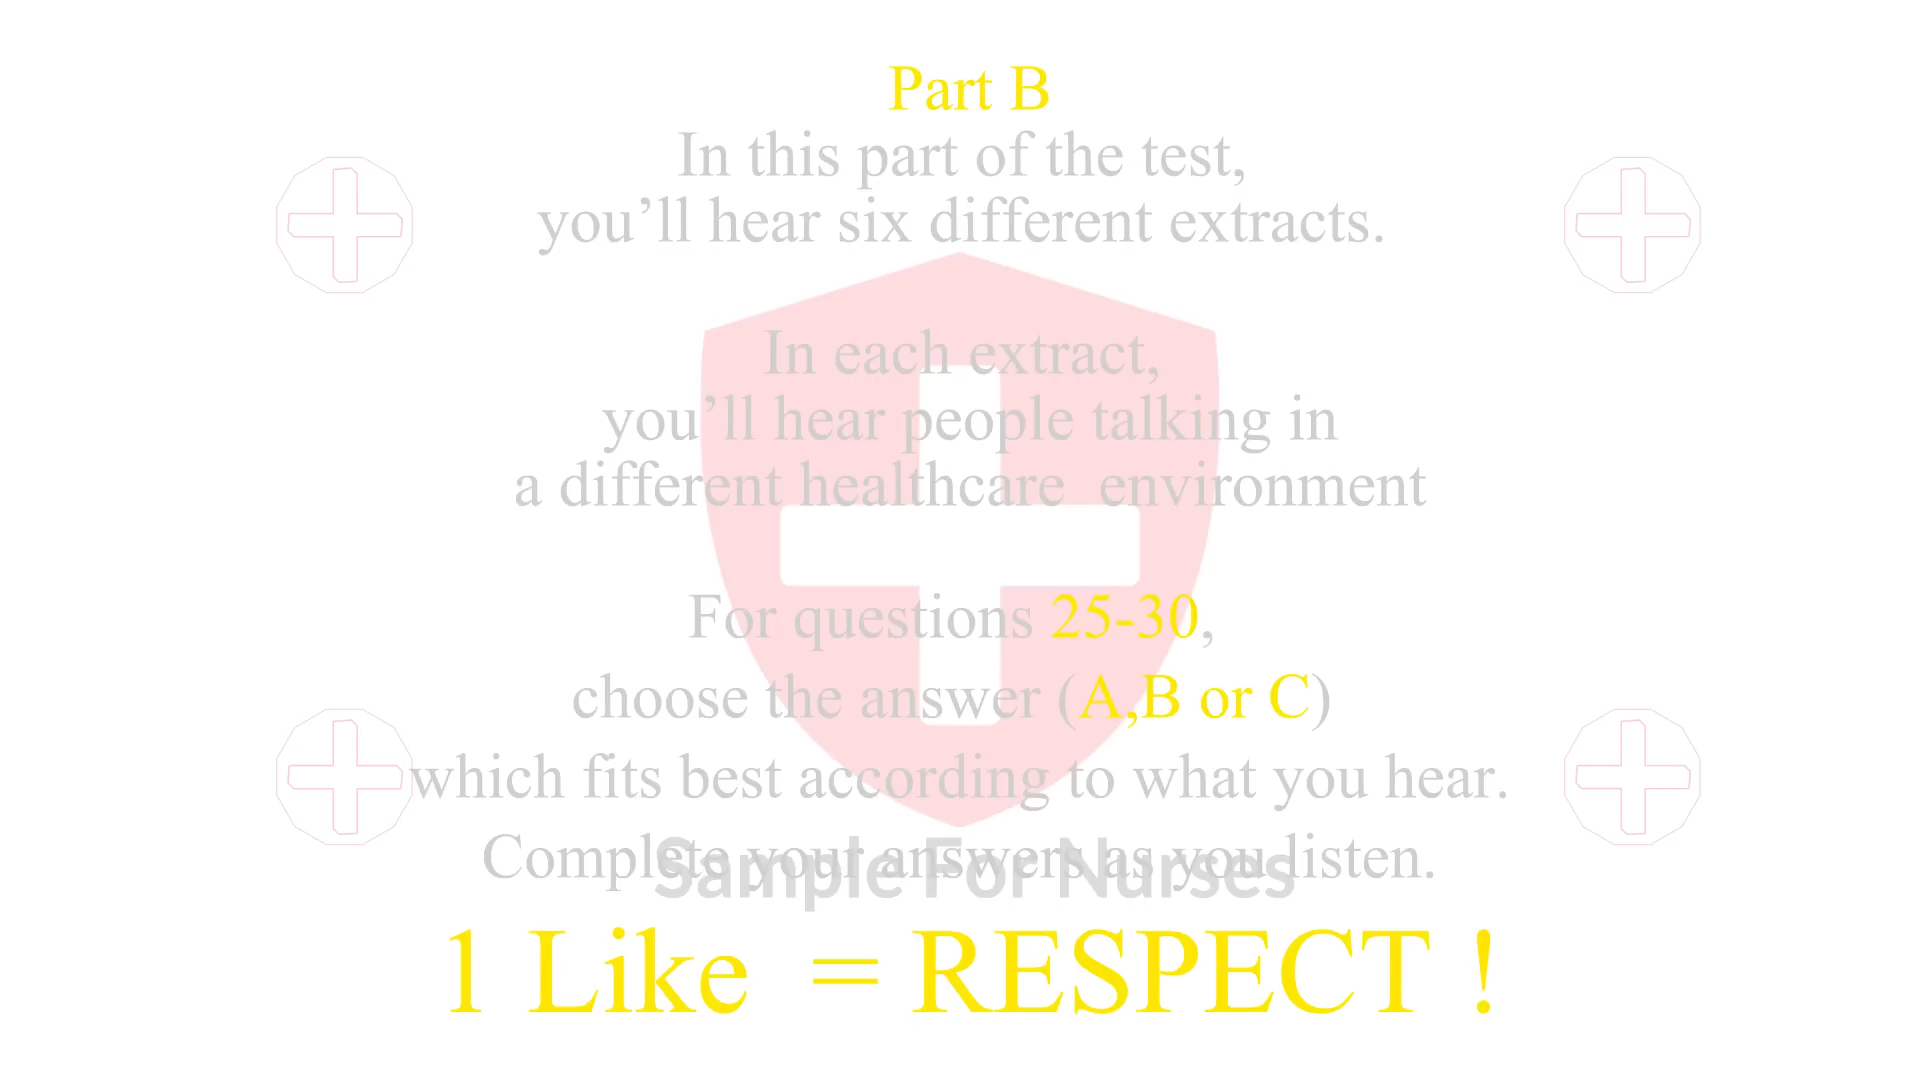 Part B
In this part of the test,
you’ll hear six different extracts.
In each extract,
you’ll hear people talking in
a different healthcare  environment
For questions 25-30,
choose the answer (A,B or C)
which fits best according to what you hear.
Complete your answers as you listen.
Sample For Nurses
1 Like  = RESPECT !